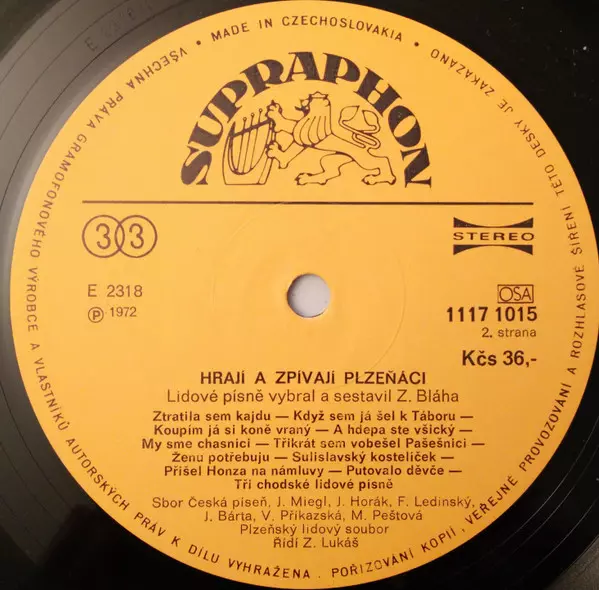 • MADE IN CZECHOSLOVAKIA •
VŠECHNA PRÁVA GRAMOFONOVÉHO VÝROBCE A VLASTNÍKŮ AUTORSKÝCH PRÁV K DÍLU VYHRAŽENA. POŘIZOVÁNÍ KOPIÍ, VEŘEJNÉ PROVOZOVÁNÍ A ROZHLASOVÉ ŠÍŘENÍ TÉTO DESKY JE ZAKÁZÁNO
SUPRAPHON
33
STEREO
E 2318
℗ 1972
OSA
1117 1015
2. strana
Kčs 36,-
HRAJÍ A ZPÍVAJÍ PLZEŇÁCI
Lidové písně vybral a sestavil Z. Bláha
Ztratila sem kajdu — Když sem já šel k Táboru —
Koupím já si koně vraný — A hdepa ste všicky —
My sme chasníci — Třikrát sem vobešel Pašešnici —
Ženu potřebuju — Sulislavský kostelíček —
Přišel Honza na námluvy — Putovalo děvče —
Tři chodské lidové písně
Sbor Česká píseň, J. Miegl, J. Horák, F. Ledinský,
J. Bárta, V. Příkazská, M. Peštová
Plzeňský lidový soubor
Řídí Z. Lukáš